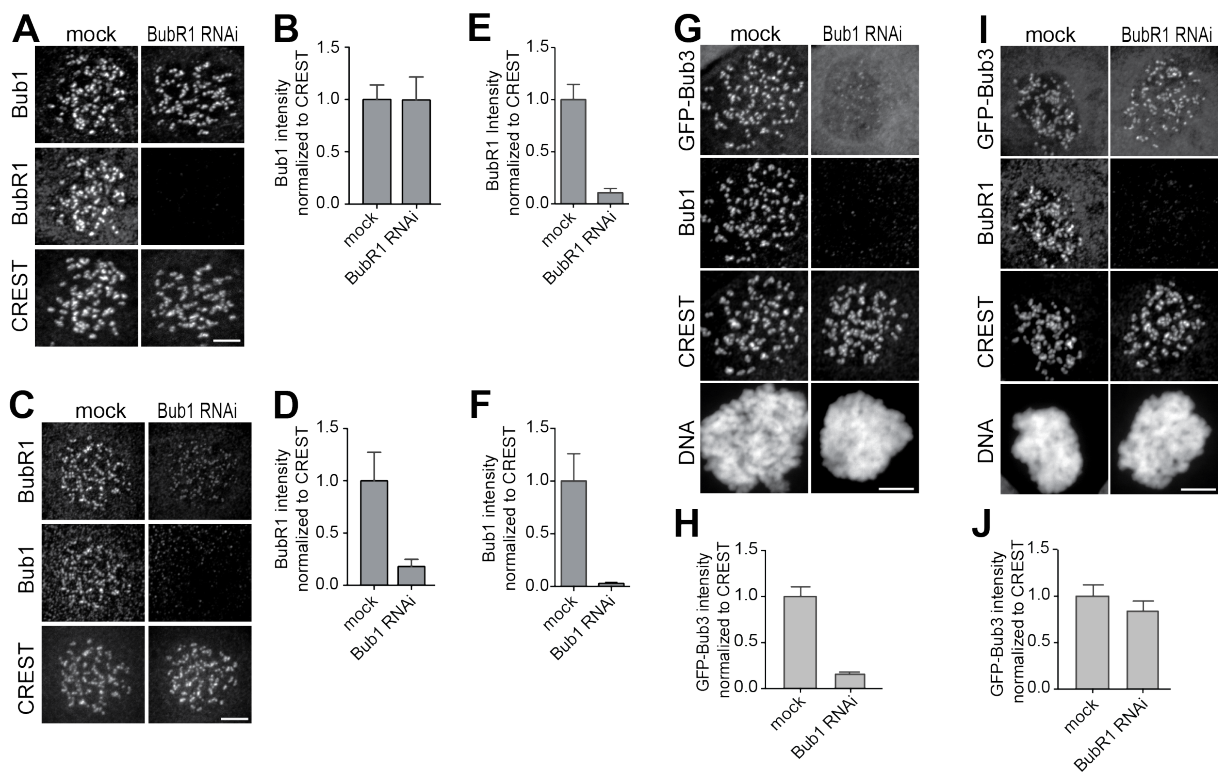 A
mock
BubR1 RNAi
Bub1
BubR1
CREST
B
Bub1 intensity
normalized to CREST
1.5
1.0
0.5
0.0
mock
BubR1 RNAi
E
BubR1 Intensity
normalized to CREST
1.5
1.0
0.5
0.0
mock
BubR1 RNAi
C
mock
Bub1 RNAi
BubR1
Bub1
CREST
D
BubR1 intensity
normalized to CREST
1.5
1.0
0.5
0.0
mock
Bub1 RNAi
F
Bub1 intensity
normalized to CREST
1.5
1.0
0.5
0.0
mock
Bub1 RNAi
G
mock
Bub1 RNAi
GFP-Bub3
Bub1
CREST
DNA
H
GFP-Bub3 intensity
normalized to CREST
1.5
1.0
0.5
0.0
mock
Bub1 RNAi
I
mock
BubR1 RNAi
GFP-Bub3
BubR1
CREST
DNA
J
GFP-Bub3 intensity
normalized to CREST
1.5
1.0
0.5
0.0
mock
BubR1 RNAi